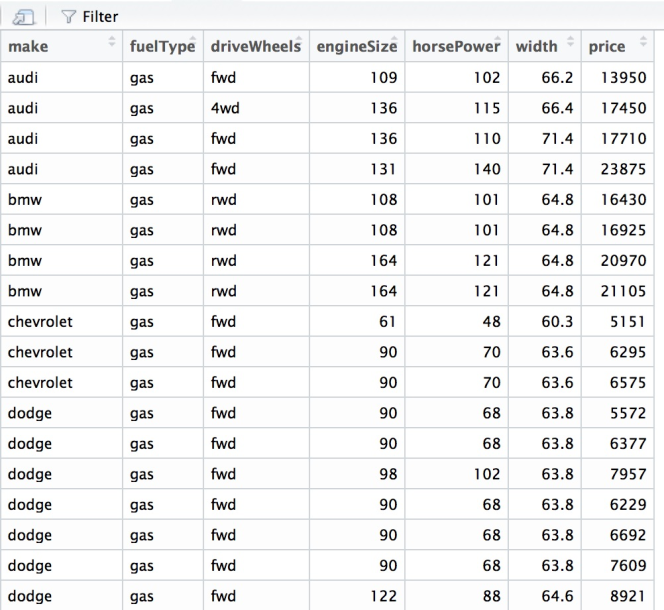 Filter
make fuelType driveWheels engineSize horsePower width price
audi gas fwd 109 102 66.2 13950
audi gas 4wd 136 115 66.4 17450
audi gas fwd 136 110 71.4 17710
audi gas fwd 131 140 71.4 23875
bmw gas rwd 108 101 64.8 16430
bmw gas rwd 108 101 64.8 16925
bmw gas rwd 164 121 64.8 20970
bmw gas rwd 164 121 64.8 21105
chevrolet gas fwd 61 48 60.3 5151
chevrolet gas fwd 90 70 63.6 6295
chevrolet gas fwd 90 70 63.6 6575
dodge gas fwd 90 68 63.8 5572
dodge gas fwd 90 68 63.8 6377
dodge gas fwd 98 102 63.8 7957
dodge gas fwd 90 68 63.8 6229
dodge gas fwd 90 68 63.8 6692
dodge gas fwd 90 68 63.8 7609
dodge gas fwd 122 88 64.6 8921